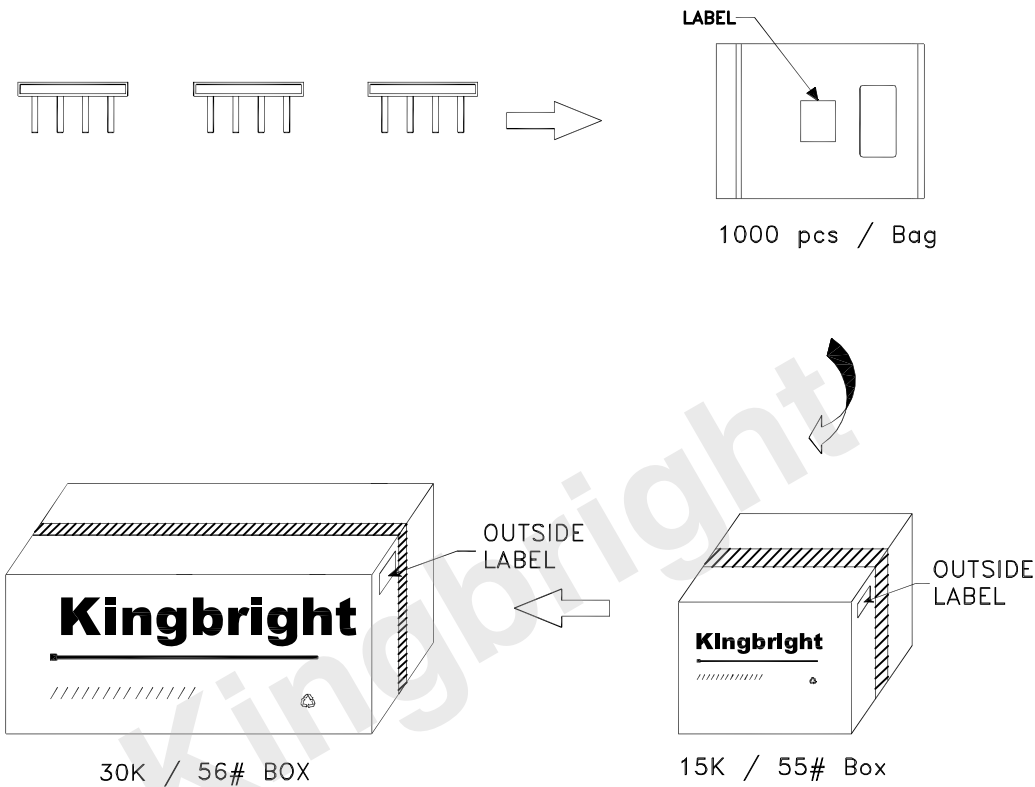 LABEL
1000 pcs / Bag
OUTSIDE
LABEL
OUTSIDE
LABEL
Kingbright
Kingbright
Kingbright
30K / 56# BOX
15K / 55# Box